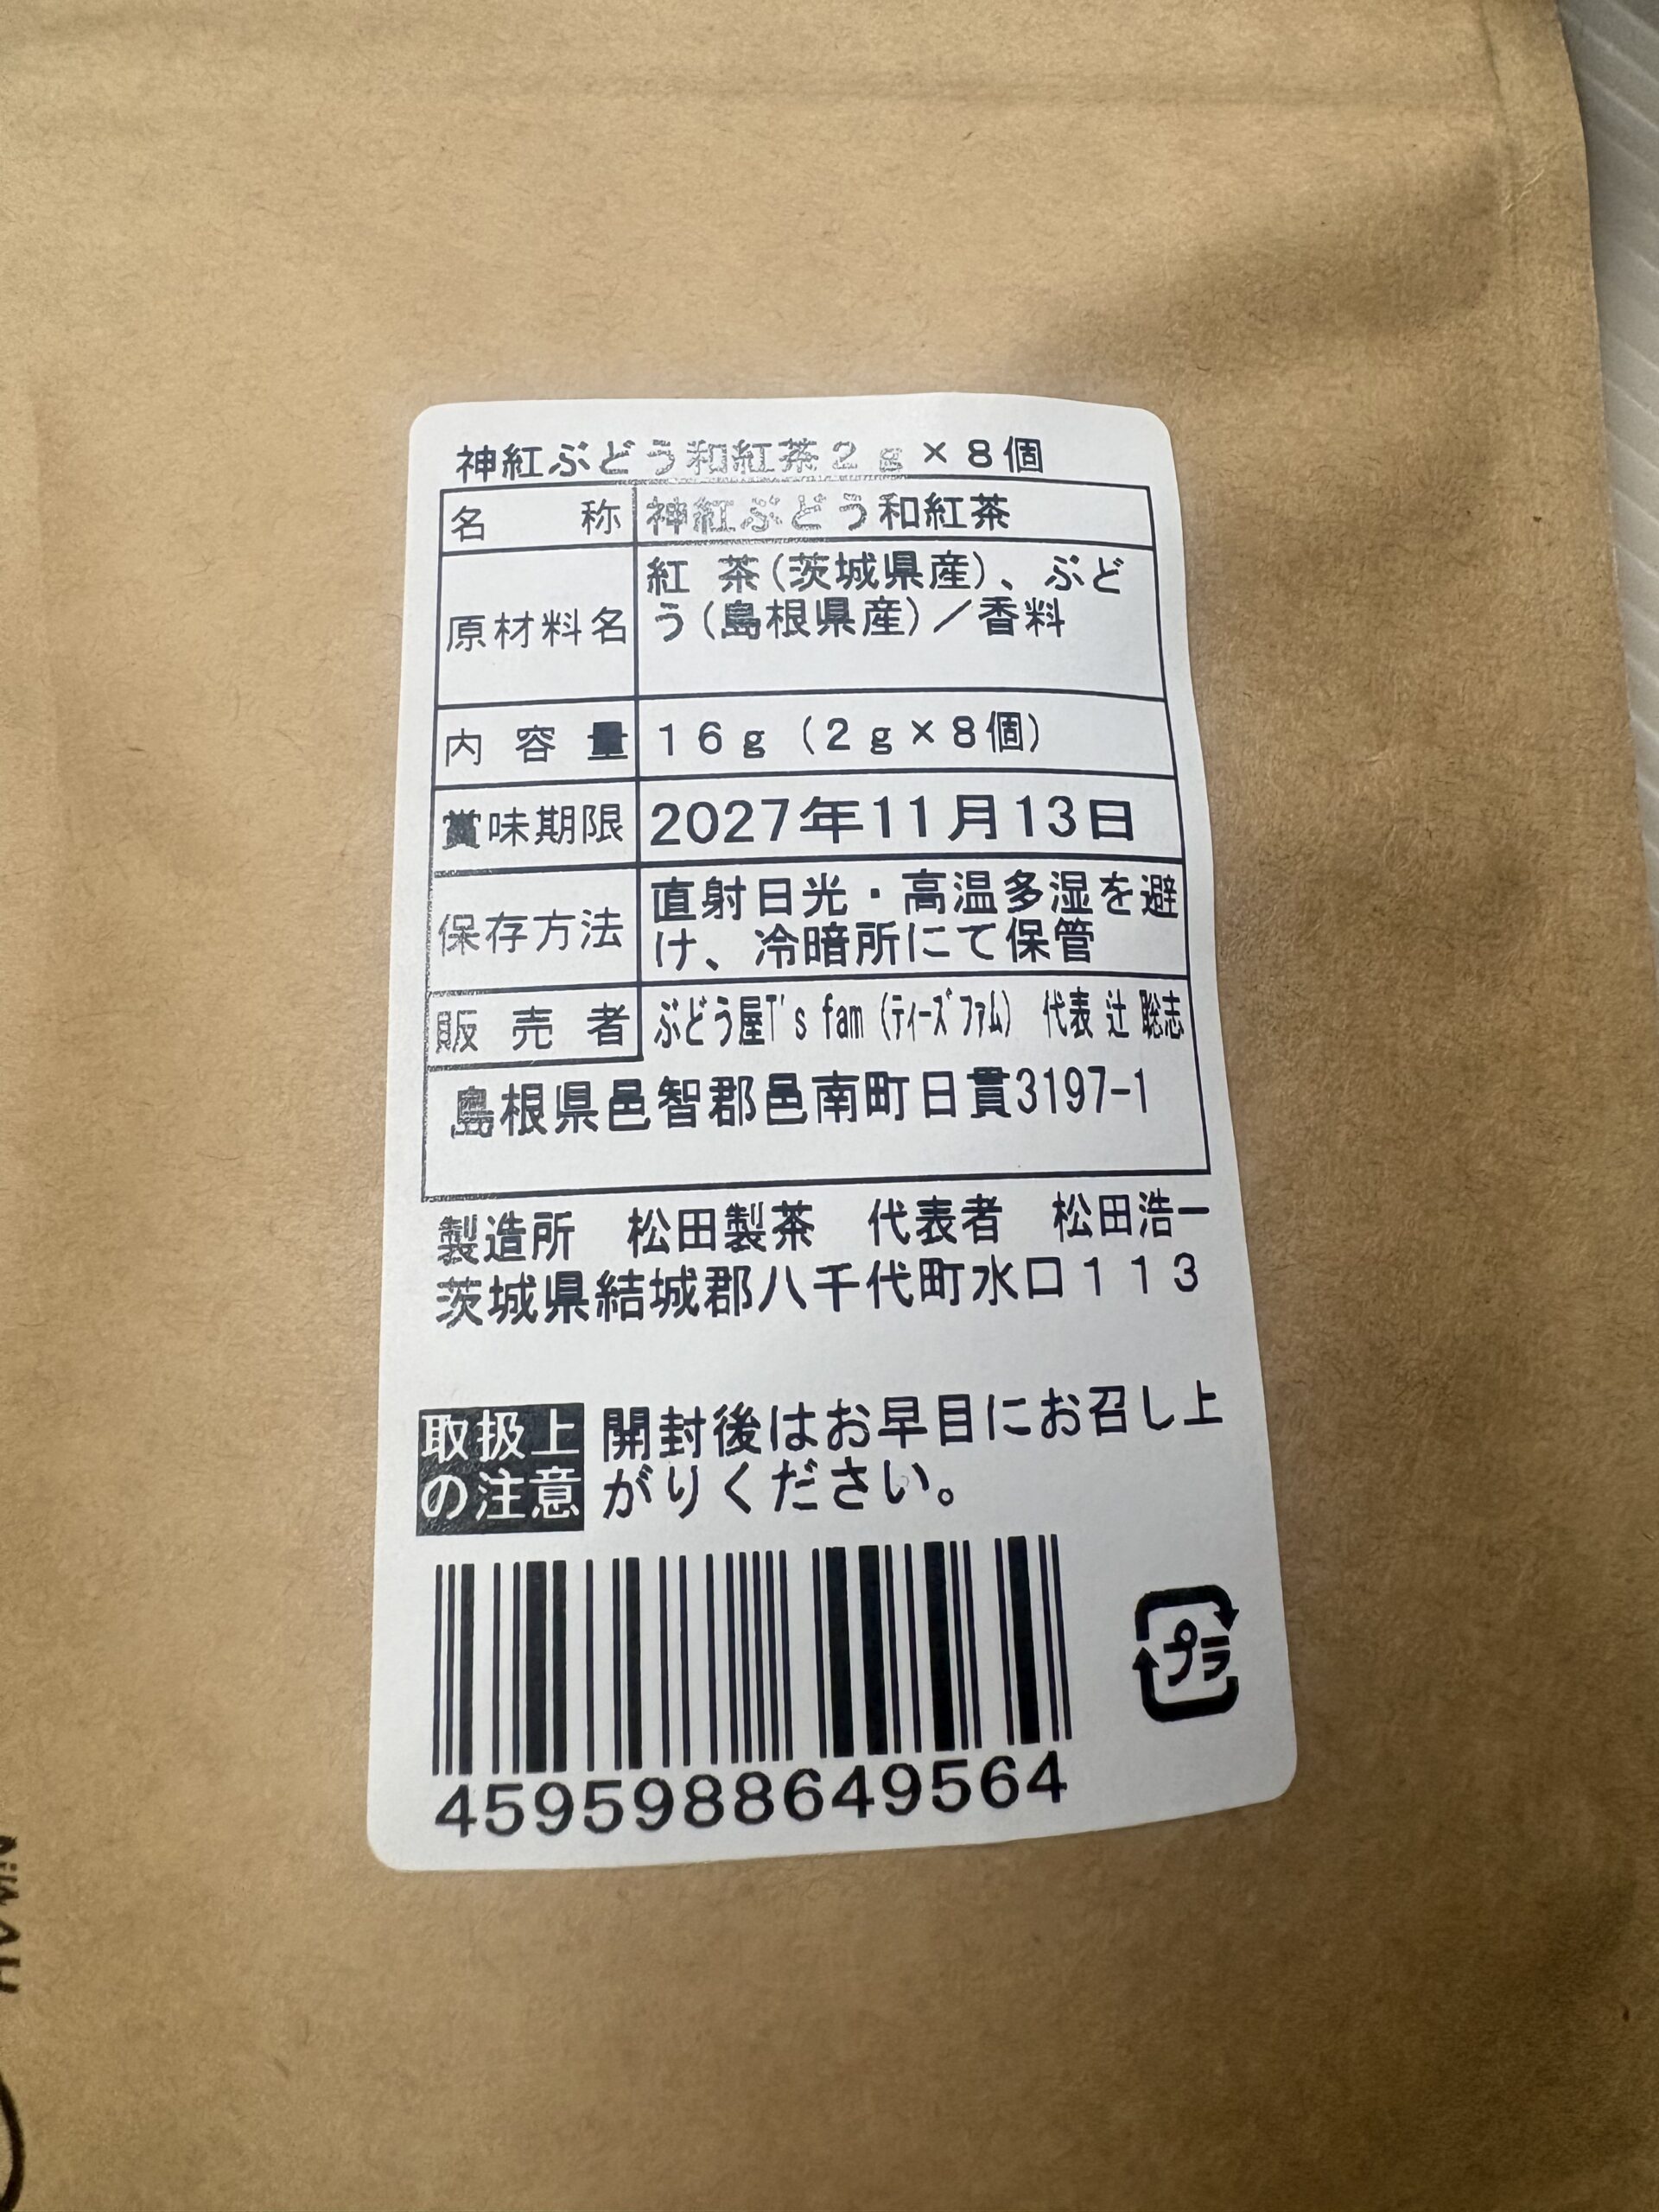 神紅ぶどう和紅茶2g×8個
名称 神紅ぶどう和紅茶
原材料名 紅 茶(茨城県産)、ぶど
う(島根県産)/香料
内容量 16g (2g×8個)
賞味期限 2027年11月13日
保存方法 直射日光・高温多湿を避
け、冷暗所にて保管
販売者 ぶどう屋T's fam (ティーズファム) 代表 辻 聡志
島根県邑智郡邑南町日貫3197-1
製造所 松田製茶 代表者 松田浩一
茨城県結城郡八千代町水口113
取扱上 開封後はお早目にお召し上
の注意 がりください。
プラ
4595988649564